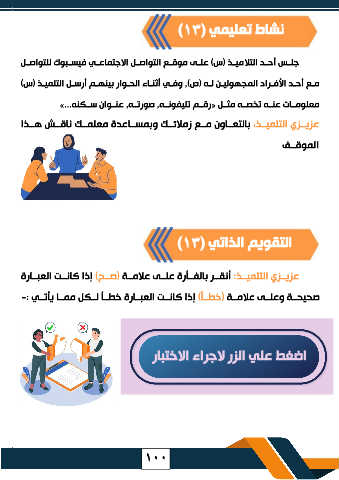 نشاط تعليمي (١٣)
جلس أحد التلاميذ (س) على موقع التواصل الاجتماعي فيسبوك للتواصل
مع أحد الأفراد المجهولين له (ص)، وفي أثناء الحوار بينهم أرسل التلميذ (س)
معلومات عنه تخصه مثل «رقم تليفونه، صورته، عنوان سكنه...»
عزيزي التلميذ، بالتعاون مع زملائك وبمساعدة معلمك ناقش هذا
الموقف
التقويم الذاتي (١٣)
عزيزي التلميذ: أنقر بالفأرة على علامة (صح) إذا كانت العبارة
صحيحة وعلى علامة (خطأ) إذا كانت العبارة خطأ لكل مما يأتي :-
اضغط علي الزر لاجراء الاختبار
١٠٠